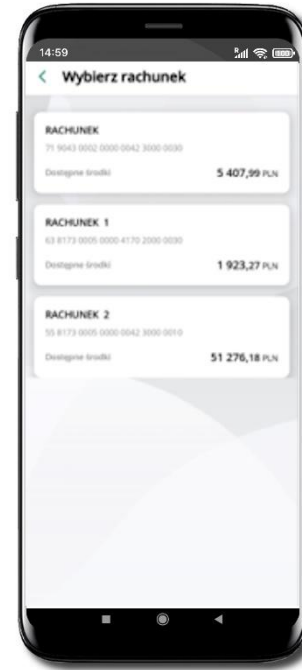 14:59
Wybierz rachunek
RACHUNEK
71 9043 0002 0000 0042 3000 0030
Dostępne środki 5 407,99 PLN
RACHUNEK 1
63 8173 0005 0000 4170 2000 0030
Dostępne środki 1 923,27 PLN
RACHUNEK 2
55 8173 0005 0000 0042 3000 0010
Dostępne środki 51 276,18 PLN